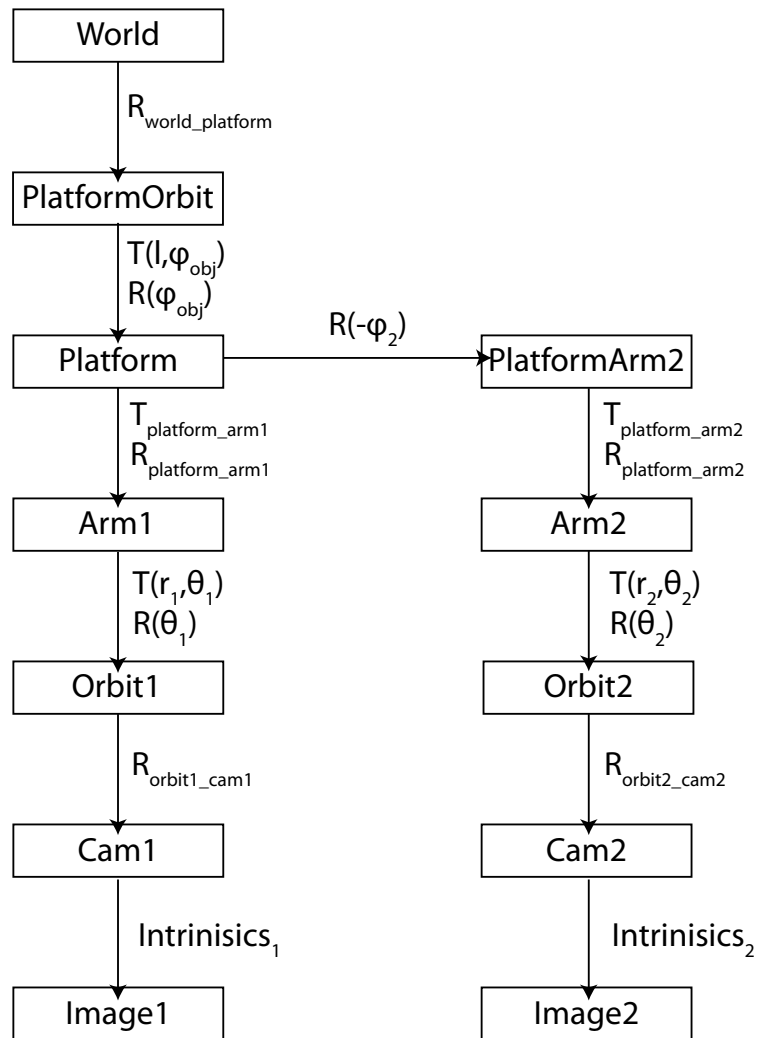 World
R_world_platform
PlatformOrbit
T(l,φ_obj)
R(φ_obj)
R(-φ_2)
Platform
PlatformArm2
T_platform_arm1
R_platform_arm1
T_platform_arm2
R_platform_arm2
Arm1
Arm2
T(r_1,θ_1)
R(θ_1)
T(r_2,θ_2)
R(θ_2)
Orbit1
Orbit2
R_orbit1_cam1
R_orbit2_cam2
Cam1
Cam2
Intrinisics_1
Intrinisics_2
Image1
Image2